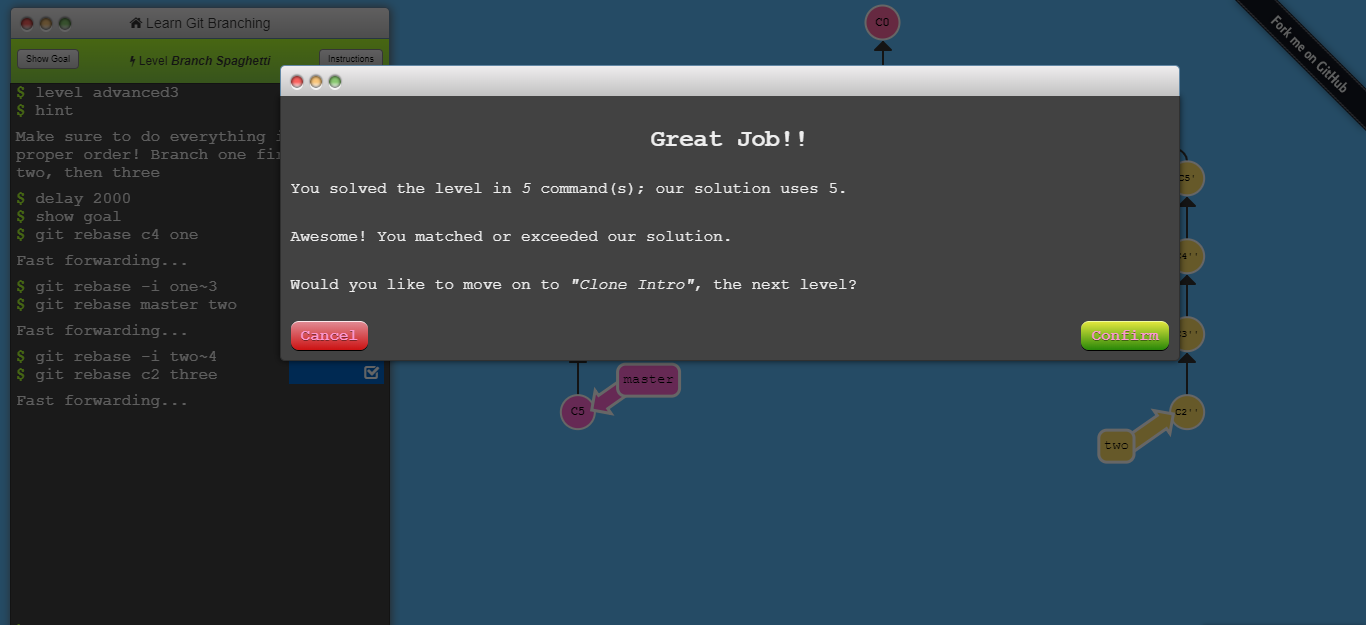 Learn Git Branching
Show Goal
Level Branch Spaghetti
Instructions
$ level advanced3
$ hint
Make sure to do everything
proper order! Branch one
two, then three
$ delay 2000
$ show goal
$ git rebase c4 one
Fast forwarding...
$ git rebase -i one~3
$ git rebase master two
Fast forwarding...
$ git rebase -i two~4
$ git rebase c2 three
Fast forwarding...
C0
Fork me on GitHub
Great Job!!
You solved the level in 5 command(s); our solution uses 5.
Awesome! You matched or exceeded our solution.
Would you like to move on to "Clone Intro", the next level?
Cancel
Confirm
C5'
4''
3''
master
C5
C2''
two